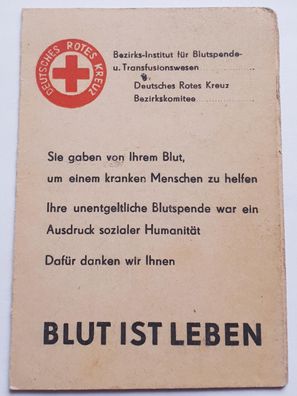 DEUTSCHES ROTES KREUZ
Bezirks-Institut für Blutspende-
u. Transfusionswesen
Deutsches Rotes Kreuz
Bezirkskomitee
Sie gaben von Ihrem Blut,
um einem kranken Menschen zu helfen
Ihre unentgeltliche Blutspende war ein
Ausdruck sozialer Humanität
Dafür danken wir Ihnen
BLUT IST LEBEN